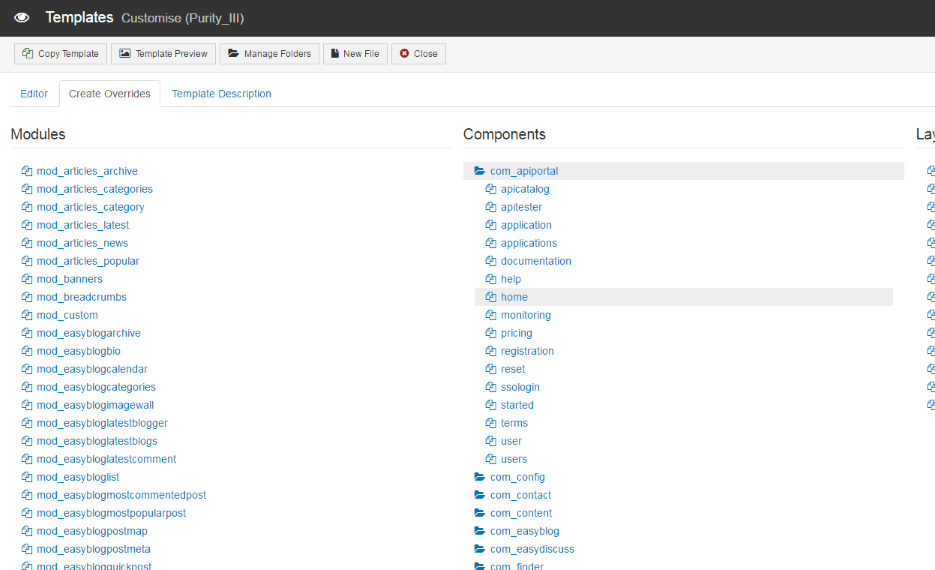 Templates Customise (Purity_III)
Copy Template Template Preview Manage Folders New File Close
Editor Create Overrides Template Description
Modules
mod_articles_archive
mod_articles_categories
mod_articles_category
mod_articles_latest
mod_articles_news
mod_articles_popular
mod_banners
mod_breadcrumbs
mod_custom
mod_easyblogarchive
mod_easyblogbio
mod_easyblogcalendar
mod_easyblogcategories
mod_easyblogimagewall
mod_easybloglatestblogger
mod_easybloglatestblogs
mod_easybloglatestcomment
mod_easybloglist
mod_easyblogmostcommentedpost
mod_easyblogmostpopularpost
mod_easyblogpostmap
mod_easyblogpostmeta
mod_easyblogquickpost
Components
com_apiportal
apicatalog
apitester
application
applications
documentation
help
home
monitoring
pricing
registration
reset
ssologin
started
terms
user
users
com_config
com_contact
com_content
com_easyblog
com_easydiscuss
com_finder
Lay